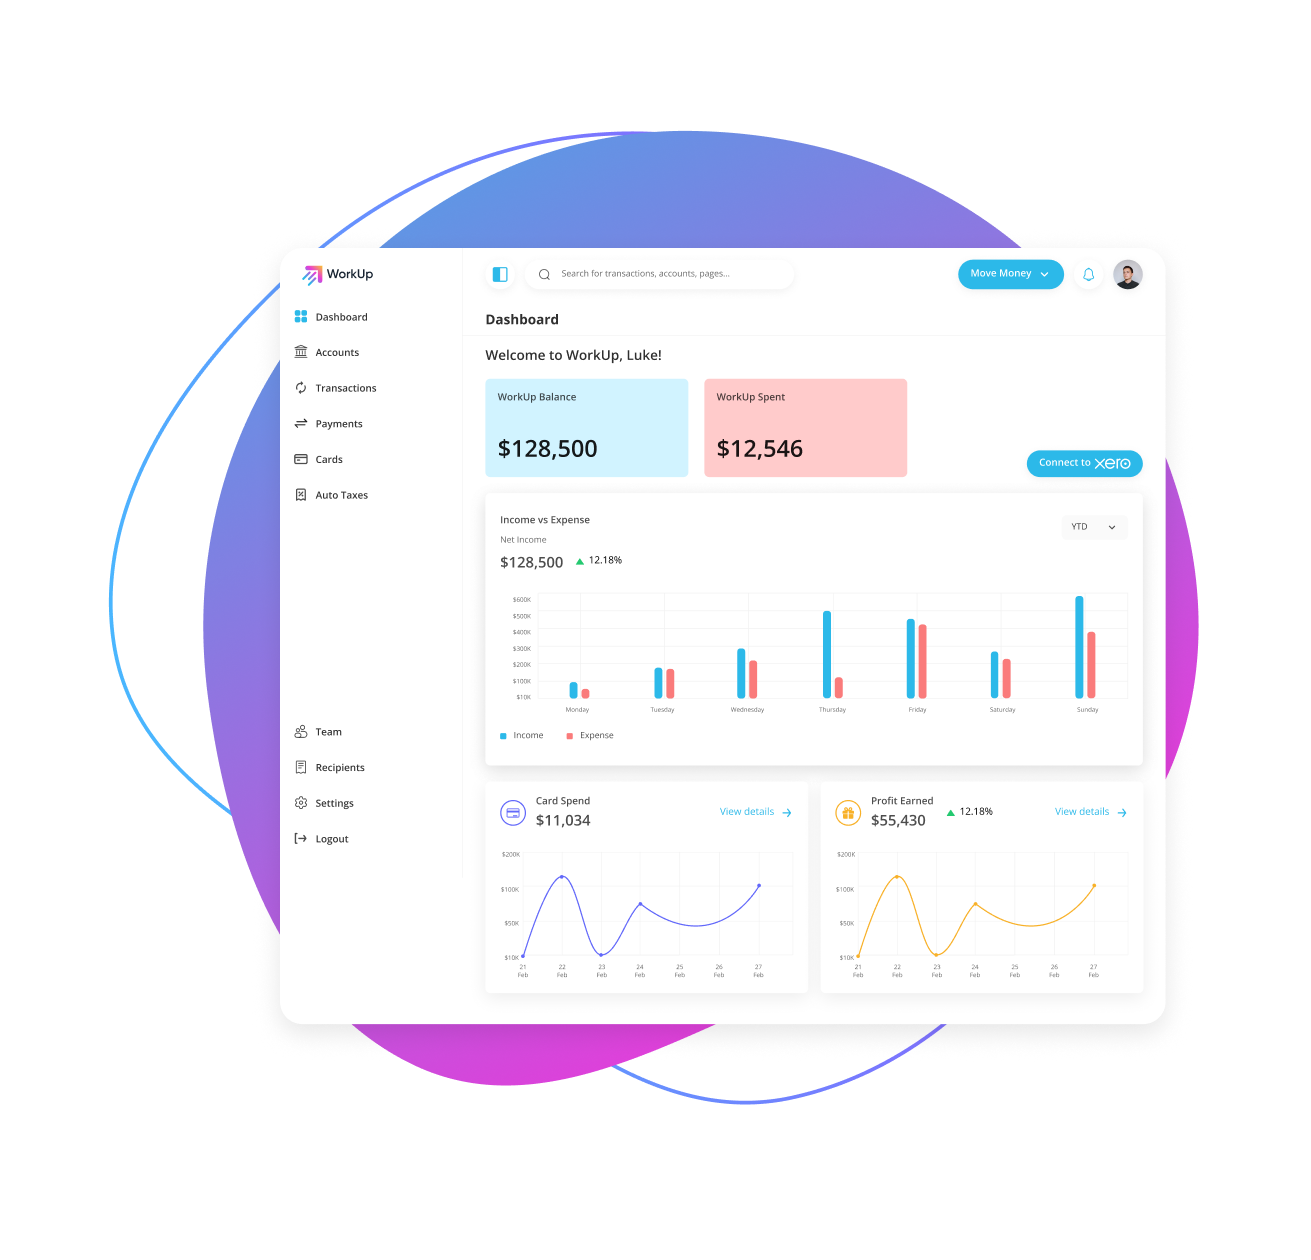 WorkUp
Search for transactions, accounts, pages...
Move Money
Dashboard
Accounts
Transactions
Payments
Cards
Auto Taxes
Team
Recipients
Settings
Logout
Dashboard
Welcome to WorkUp, Luke!
WorkUp Balance
$128,500
WorkUp Spent
$12,546
Connect to xero
Income vs Expense
Net Income
$128,500 12.18%
YTD
$600K
$500K
$400K
$300K
$200K
$100K
$10K
Monday Tuesday Wednesday Thursday Friday Saturday Sunday
Income Expense
Card Spend
$11,034
View details
$200K
$100K
$50K
$10K
21 22 23 24 25 26 27
Feb Feb Feb Feb Feb Feb Feb
Profit Earned
$55,430 12.18%
View details
$200K
$100K
$50K
$10K
21 22 23 24 25 26 27
Feb Feb Feb Feb Feb Feb Feb